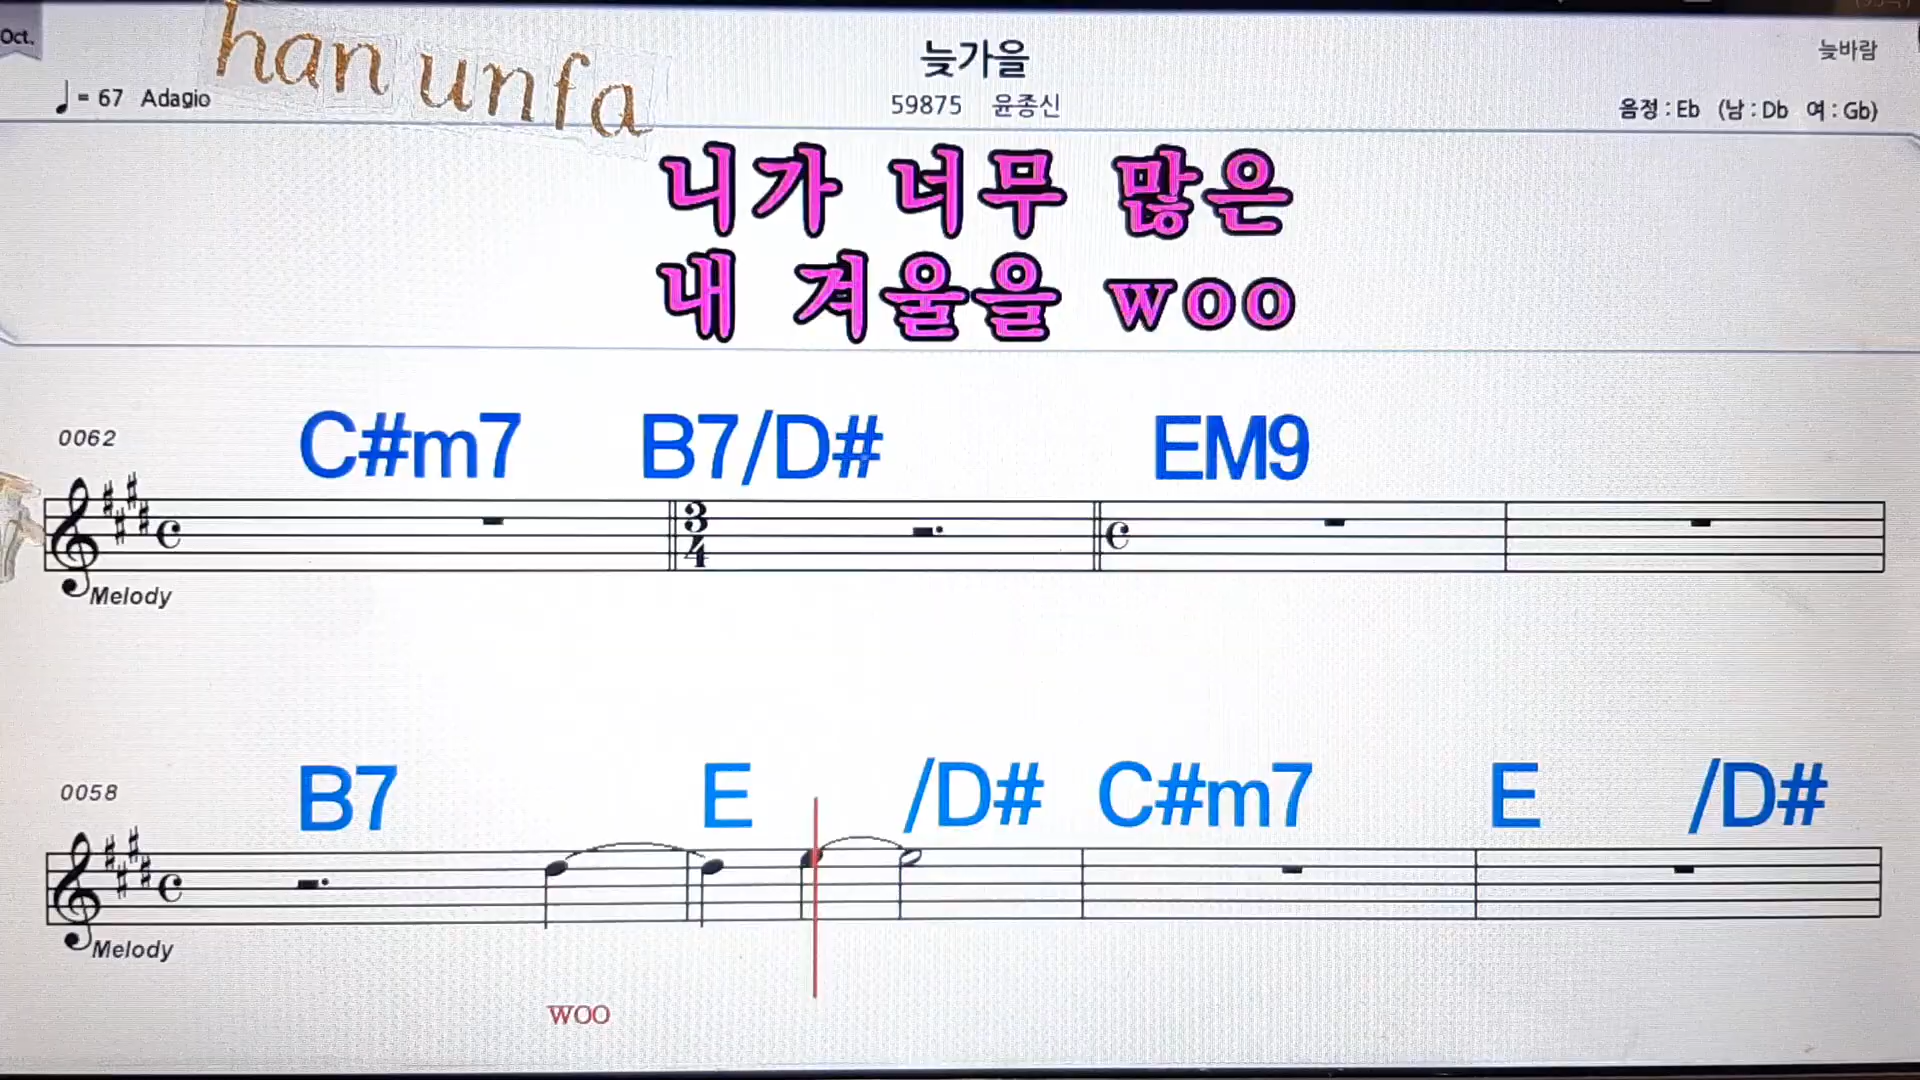 Oct.
han unfa
늦가을
늦바람
♩= 67 Adagio
59875 윤종신
음정 : Eb (남 : Db 여 : Gb)
니가 너무 많은
내 겨울을 woo
0062
C#m7 B7/D# EM9
3
4
Melody
0058
B7 E /D# C#m7 E /D#
Melody
woo